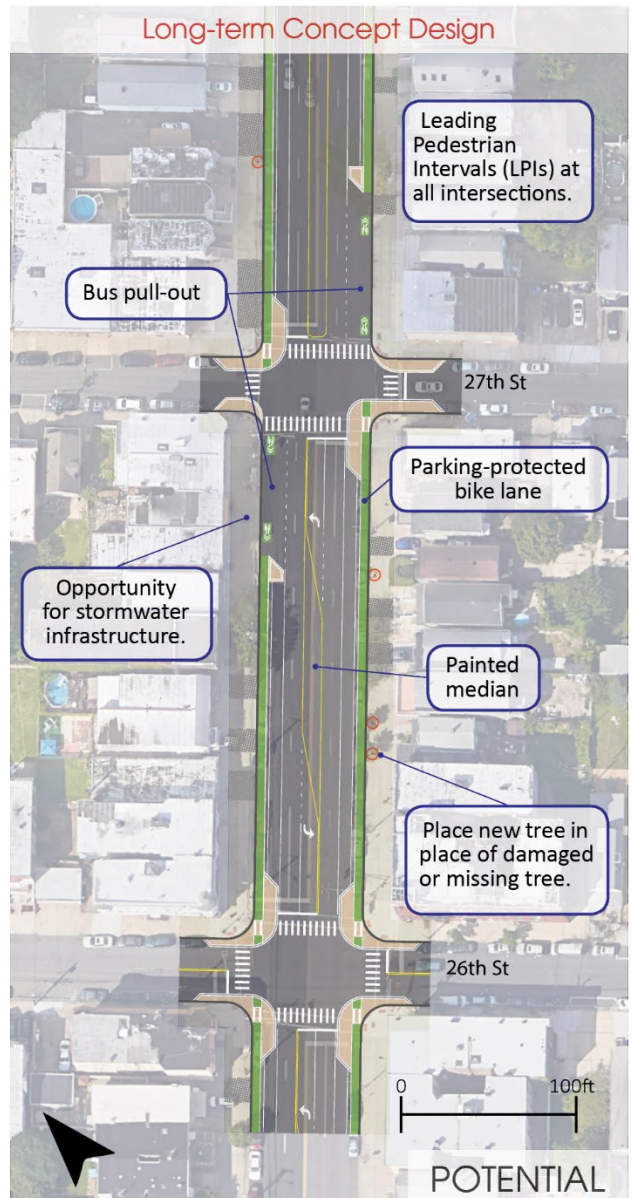 Long-term Concept Design
Leading
Pedestrian
Intervals (LPIs) at
all intersections.
Bus pull-out
27th St
Parking-protected
bike lane
Opportunity
for stormwater
infrastructure.
Painted
median
Place new tree in
place of damaged
or missing tree.
26th St
0 100ft
POTENTIAL